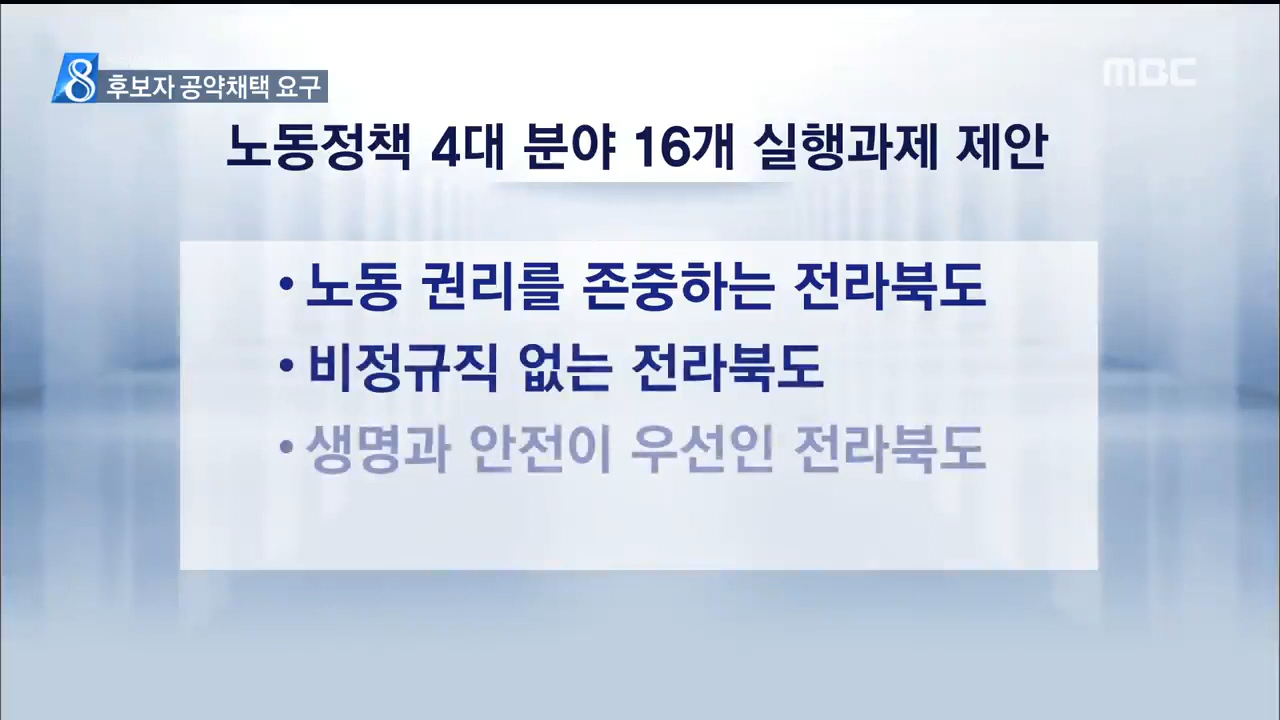 8 후보자 공약채택 요구
MBC
노동정책 4대 분야 16개 실행과제 제안
• 노동 권리를 존중하는 전라북도
• 비정규직 없는 전라북도
• 생명과 안전이 우선인 전라북도